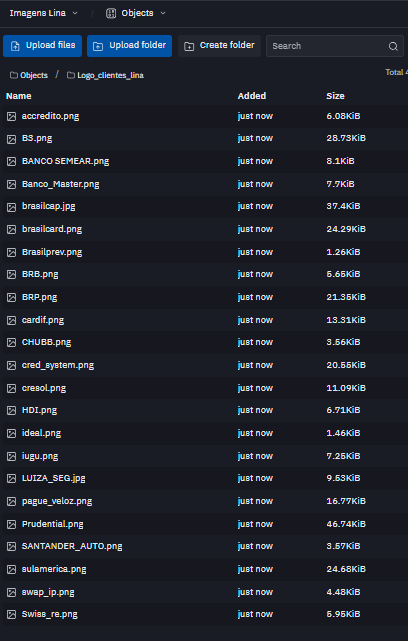 Imagens Lina / Objects
Upload files Upload folder Create folder Search
Objects / Logo_clientes_lina Total
Name Added Size
accredito.png just now 6.08KiB
B3.png just now 28.73KiB
BANCO SEMEAR.png just now 8.1KiB
Banco_Master.png just now 7.7KiB
brasilcap.jpg just now 37.4KiB
brasilcard.png just now 24.29KiB
Brasilprev.png just now 1.26KiB
BRB.png just now 5.65KiB
BRP.png just now 21.35KiB
cardif.png just now 13.31KiB
CHUBB.png just now 3.56KiB
cred_system.png just now 20.55KiB
cresol.png just now 11.09KiB
HDI.png just now 6.71KiB
ideal.png just now 1.46KiB
iugu.png just now 7.25KiB
LUIZA_SEG.jpg just now 9.53KiB
pague_veloz.png just now 16.77KiB
Prudential.png just now 46.74KiB
SANTANDER_AUTO.png just now 3.57KiB
sulamerica.png just now 24.68KiB
swap_ip.png just now 4.48KiB
Swiss_re.png just now 5.95KiB